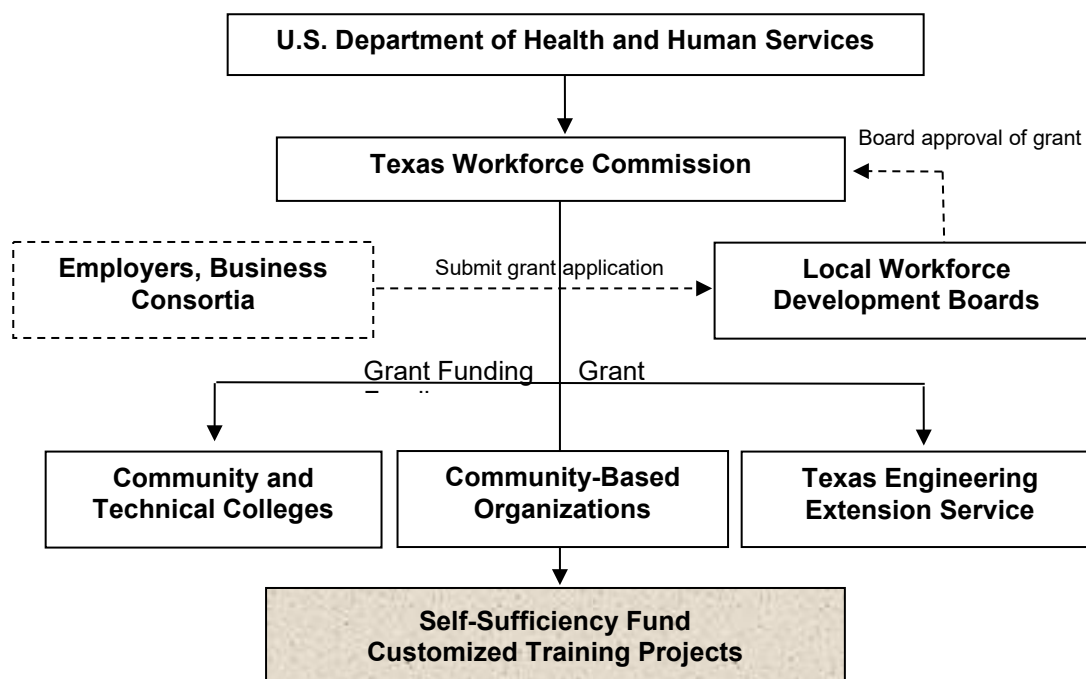 U.S. Department of Health and Human Services
Board approval of grant
Texas Workforce Commission
Employers, Business
Consortia
Submit grant application
Local Workforce
Development Boards
Grant Funding Grant
Community and
Technical Colleges
Community-Based
Organizations
Texas Engineering
Extension Service
Self-Sufficiency Fund
Customized Training Projects